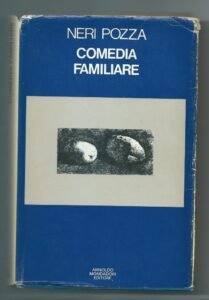 NERI POZZA
COMEDIA
FAMILIARE
ARNOLDO
MONDADORI
EDITORE